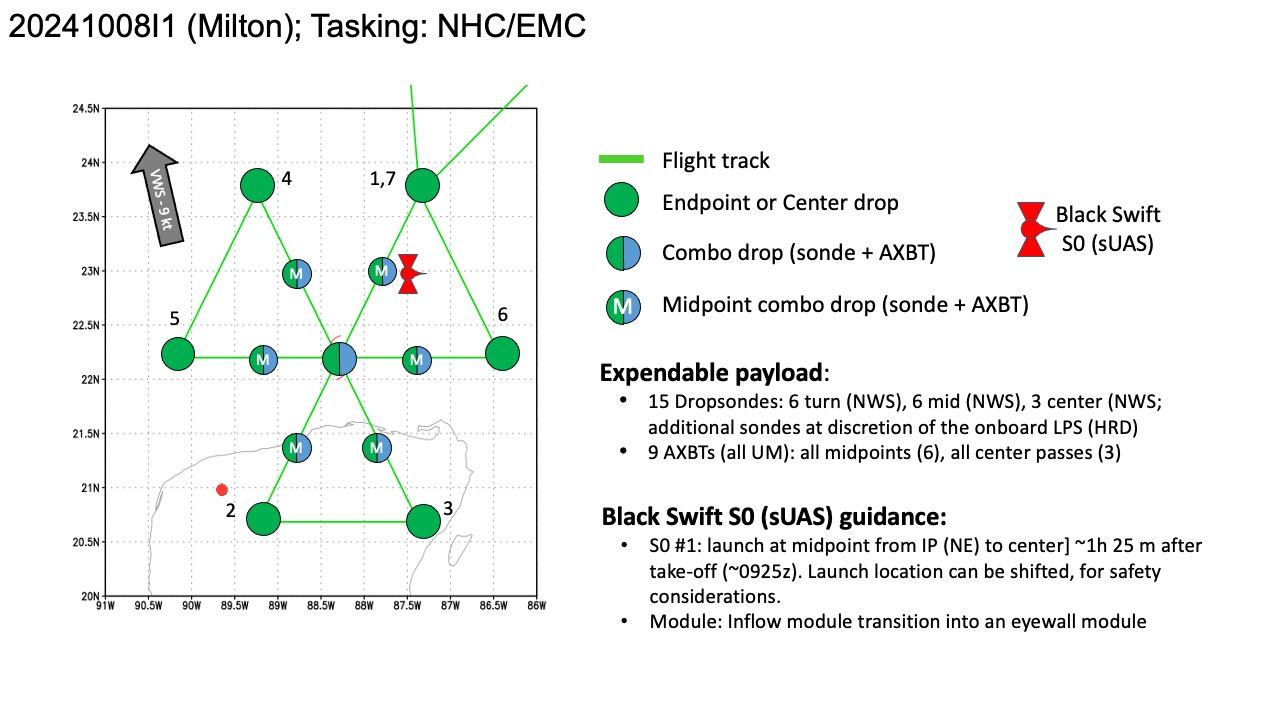 20241008I1 (Milton); Tasking: NHC/EMC
24.5N
24N
23.5N
23N
22.5N
22N
21.5N
21N
20.5N
20N
91W 90.5W 90W 89.5W 89W 88.5W 88W 87.5W 87W 86.5W 86W
VWS - 9 kt
4
1,7
M
M
5
6
M
M
M
M
2
3
Flight track
Endpoint or Center drop
Combo drop (sonde + AXBT)
M
Midpoint combo drop (sonde + AXBT)
Black Swift
S0 (sUAS)
Expendable payload:
• 15 Dropsondes: 6 turn (NWS), 6 mid (NWS), 3 center (NWS;
additional sondes at discretion of the onboard LPS (HRD)
• 9 AXBTs (all UM): all midpoints (6), all center passes (3)
Black Swift S0 (sUAS) guidance:
• S0 #1: launch at midpoint from IP (NE) to center] ~1h 25 m after
take-off (~0925z). Launch location can be shifted, for safety
considerations.
• Module: Inflow module transition into an eyewall module